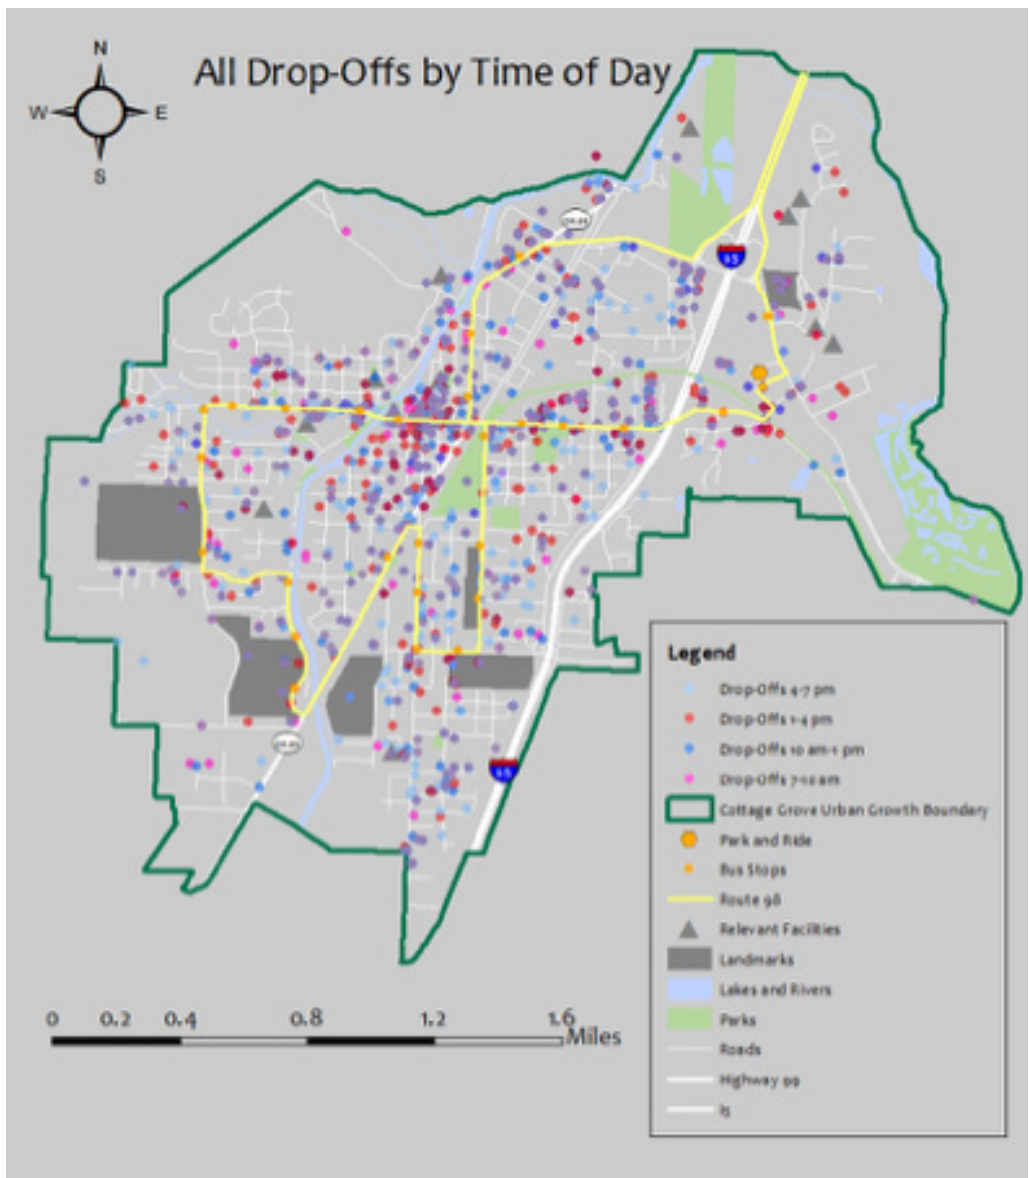 All Drop-Offs by Time of Day
N
W
E
S
Legend
Drop-Offs 4-7 pm
Drop-Offs 1-4 pm
Drop-Offs 10 am-1 pm
Drop-Offs 7-10 am
Cottage Grove Urban Growth Boundary
Park and Ride
Bus Stops
Route 98
Relevant Facilities
Landmarks
Lakes and Rivers
Parks
Roads
Highway 99
I5
0 0.2 0.4 0.8 1.2 1.6
Miles